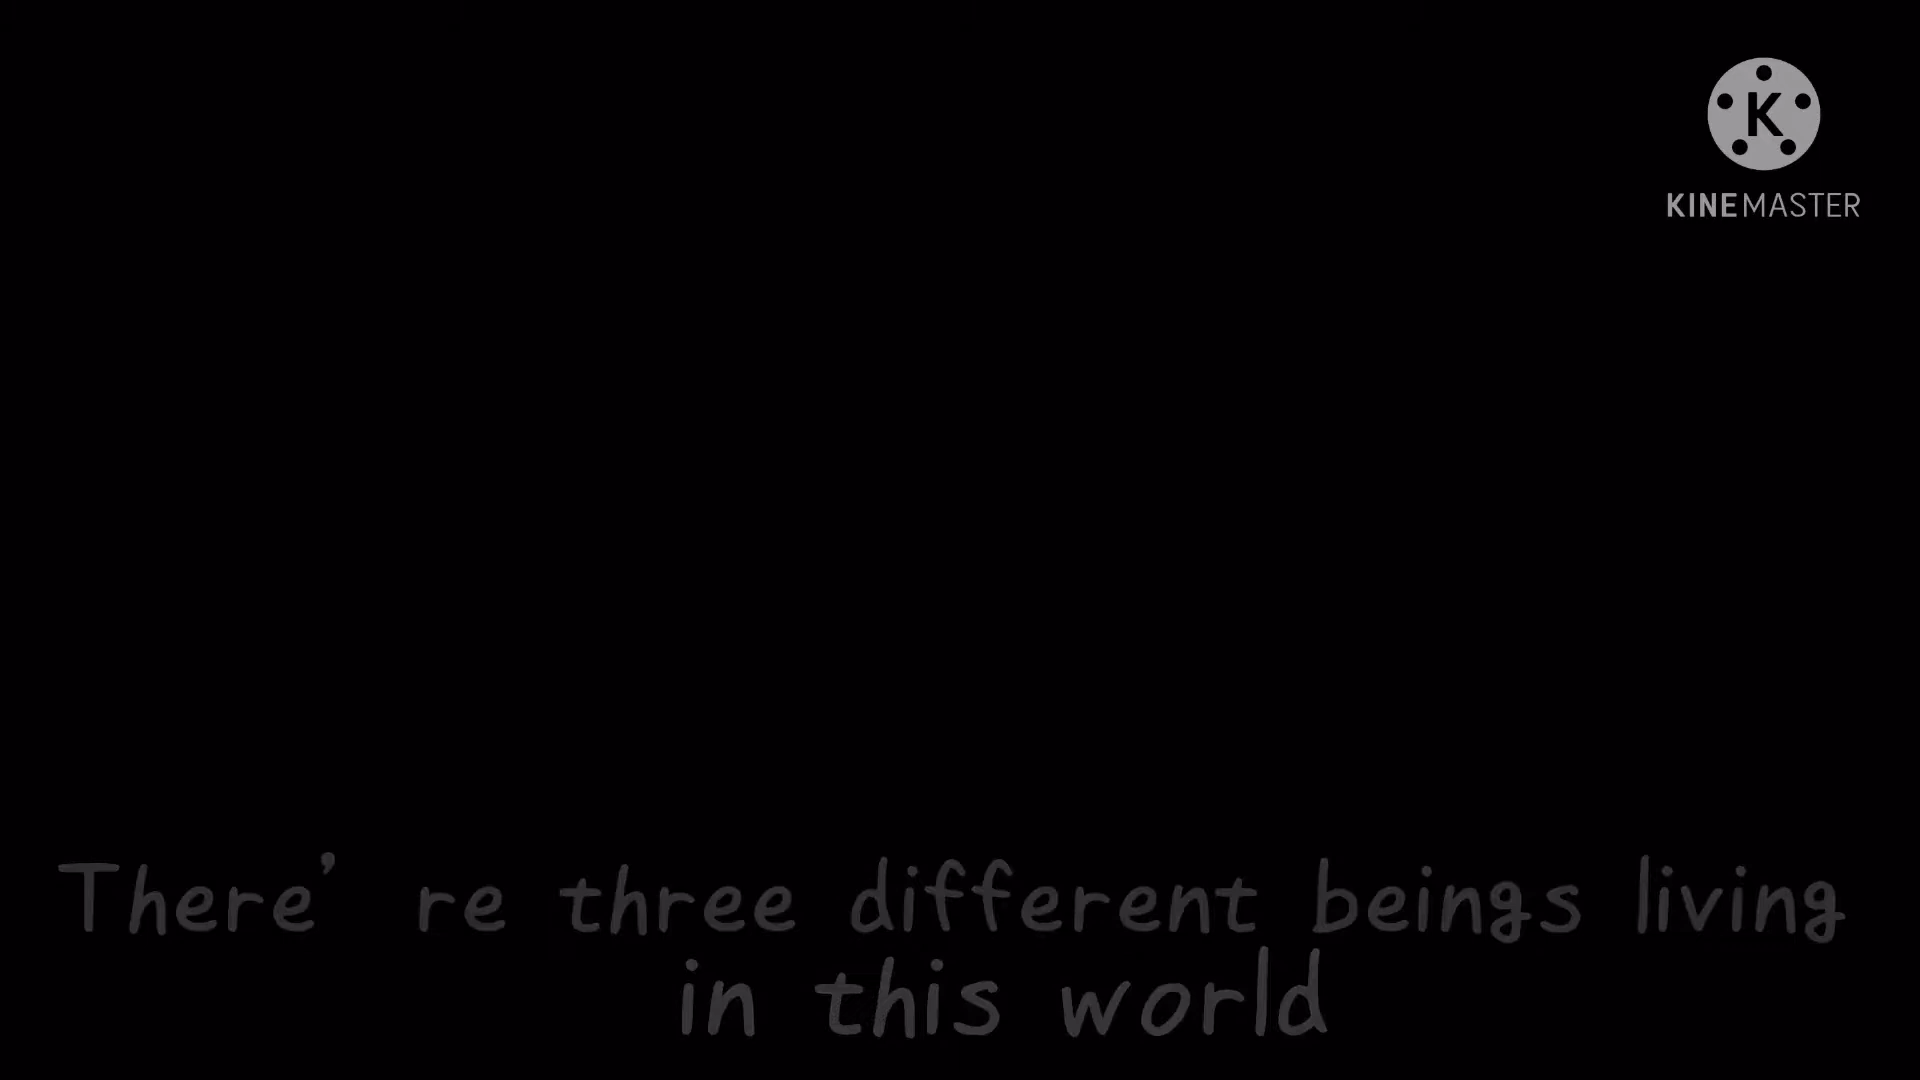 K
KINEMASTER
There’ re three different beings living
in this world